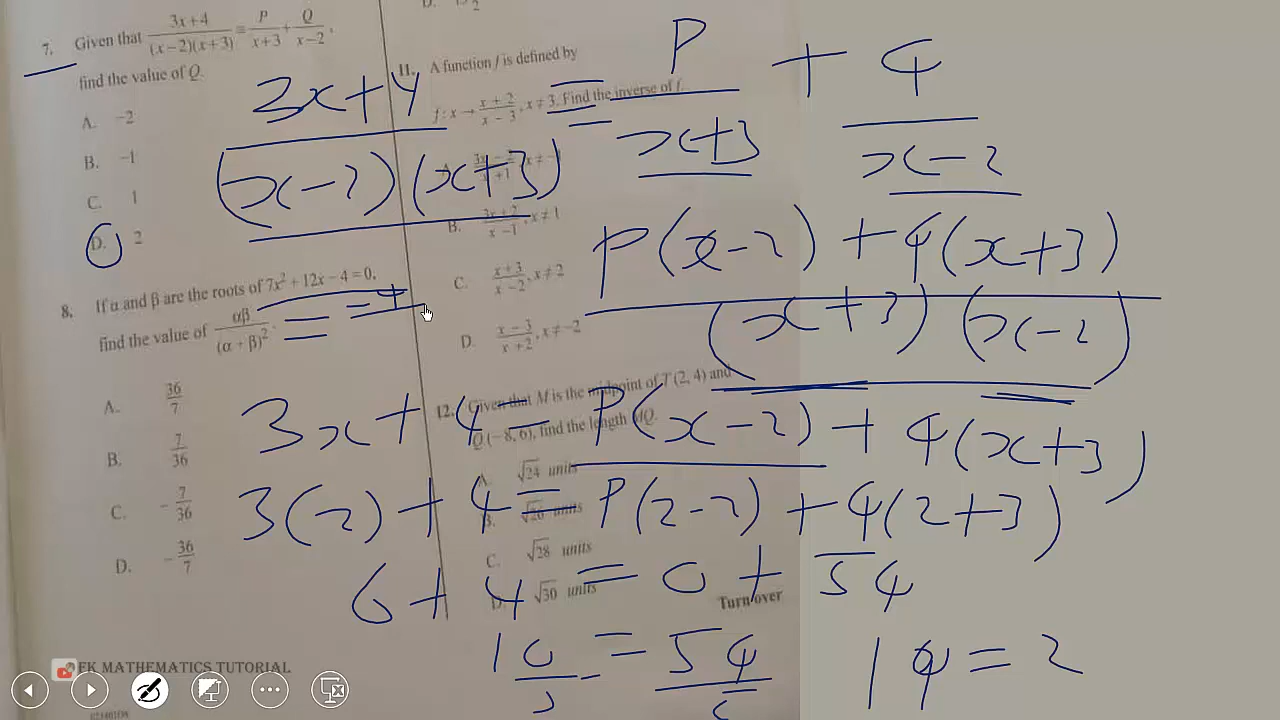 7. Given that (3x+4)/((x−2)(x+3)) ≡ P/(x+3) + Q/(x−2),
find the value of Q.
A. −2
B. −1
C. 1
D. 2
8. If α and β are the roots of 7x² + 12x − 4 = 0,
find the value of αβ/(α + β)².
A. 36/7
B. 7/36
C. −7/36
D. −36/7
11. A function f is defined by
f : x → (x + 2)/(x − 3), x ≠ 3. Find the inverse of f.
B. (3x+2)/(x−1), x ≠ 1
C. (x+3)/(x−2), x ≠ 2
D. (x−3)/(x+2), x ≠ −2
12. Given that M is the midpoint of T (2, 4) and
Q (−8, 6), find the length MQ.
A. √24 units
B. √26 units
C. √28 units
D. √30 units
Turn over
3x+4 / (x−2)(x+3) = P / x+3 + φ / x−2
P(x−2) + φ(x+3)
(x+3)(x−2)
= −4
3x + 4 = P(x−2) + φ(x+3)
3(2) + 4 = P(2−2) + φ(2+3)
6 + 4 = 0 + 5φ
10 = 5φ
φ = 2
EK MATHEMATICS TUTORIAL